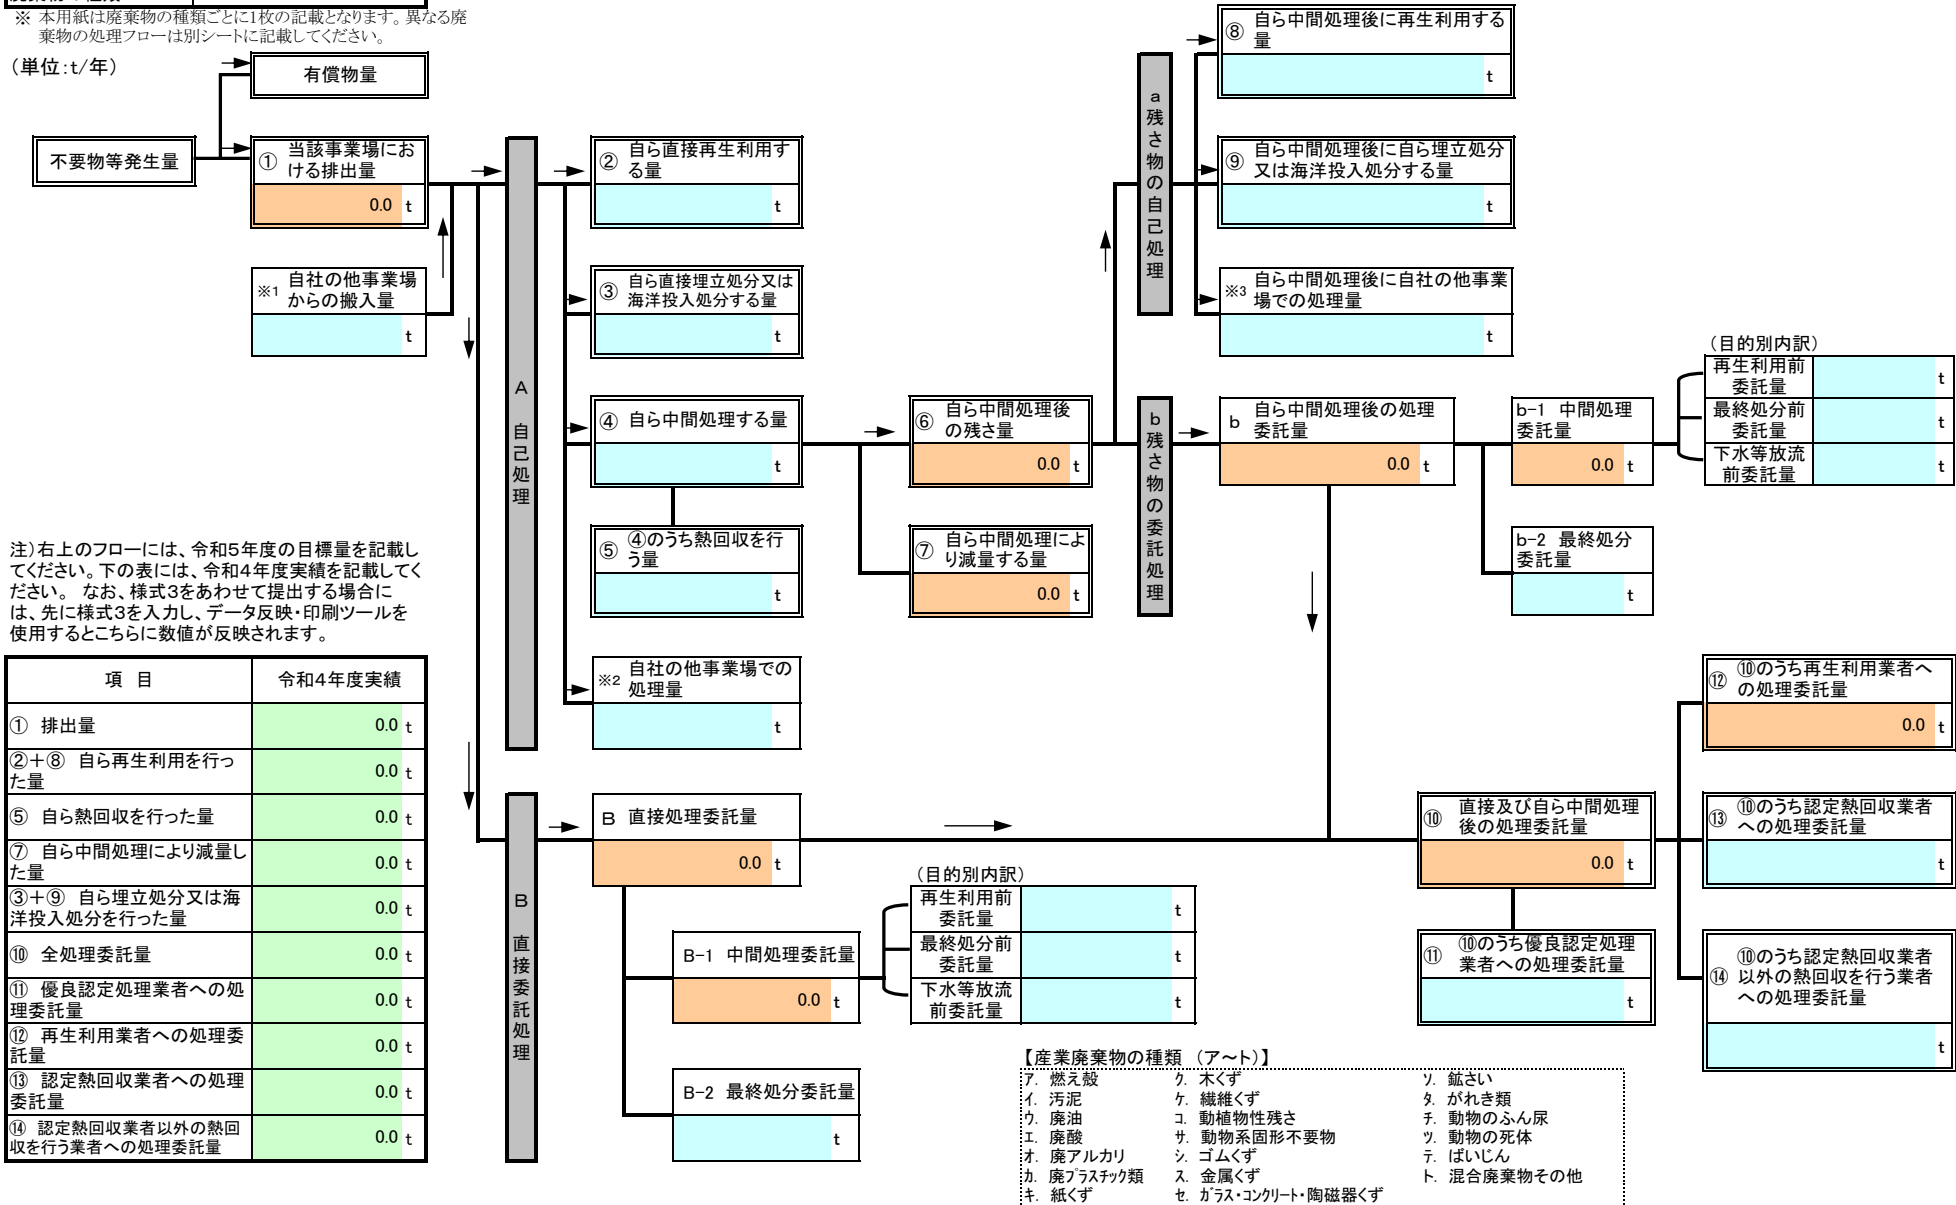 ※ 本用紙は廃棄物の種類ごとに1枚の記載となります。異なる廃
棄物の処理フローは別シートに記載してください。
（単位：t/年）
有償物量
不要物等発生量
① 当該事業場にお
ける排出量
0.0 t
※1 自社の他事業場
からの搬入量
t
A 自己処理
② 自ら直接再生利用す
る量
t
③ 自ら直接埋立処分又は
海洋投入処分する量
t
④ 自ら中間処理する量
t
⑤ ④のうち熱回収を行
う量
t
※2 自社の他事業場での
処理量
t
⑥ 自ら中間処理後
の残さ量
0.0 t
⑦ 自ら中間処理によ
り減量する量
0.0 t
a 残さ物の自己処理
⑧ 自ら中間処理後に再生利用する
量
t
⑨ 自ら中間処理後に自ら埋立処分
又は海洋投入処分する量
t
※3 自ら中間処理後に自社の他事業
場での処理量
t
b 残さ物の委託処理
b 自ら中間処理後の処理
委託量
0.0 t
b-1 中間処理
委託量
0.0 t
（目的別内訳）
再生利用前
委託量
t
最終処分前
委託量
t
下水等放流
前委託量
t
b-2 最終処分
委託量
t
注）右上のフローには、令和5年度の目標量を記載し
てください。下の表には、令和4年度実績を記載してく
ださい。 なお、様式3をあわせて提出する場合に
は、先に様式3を入力し、データ反映・印刷ツールを
使用するとこちらに数値が反映されます。
項 目 令和4年度実績
① 排出量 0.0 t
②＋⑧ 自ら再生利用を行っ
た量 0.0 t
⑤ 自ら熱回収を行った量 0.0 t
⑦ 自ら中間処理により減量し
た量 0.0 t
③＋⑨ 自ら埋立処分又は海
洋投入処分を行った量 0.0 t
⑩ 全処理委託量 0.0 t
⑪ 優良認定処理業者への処
理委託量 0.0 t
⑫ 再生利用業者への処理委
託量 0.0 t
⑬ 認定熱回収業者への処理
委託量 0.0 t
⑭ 認定熱回収業者以外の熱回
収を行う業者への処理委託量 0.0 t
B 直接委託処理
B 直接処理委託量
0.0 t
B-1 中間処理委託量
0.0 t
（目的別内訳）
再生利用前
委託量
t
最終処分前
委託量
t
下水等放流
前委託量
t
B-2 最終処分委託量
t
⑩ 直接及び自ら中間処理
後の処理委託量
0.0 t
⑪ ⑩のうち優良認定処理
業者への処理委託量
t
⑫ ⑩のうち再生利用業者へ
の処理委託量
0.0 t
⑬ ⑩のうち認定熱回収業者
への処理委託量
t
⑭ ⑩のうち認定熱回収業者
以外の熱回収を行う業者
への処理委託量
t
【産業廃棄物の種類 （ア～ト）】
ア. 燃え殻 ク. 木くず ソ. 鉱さい
イ. 汚泥 ケ. 繊維くず タ. がれき類
ウ. 廃油 コ. 動植物性残さ チ. 動物のふん尿
エ. 廃酸 サ. 動物系固形不要物 ツ. 動物の死体
オ. 廃アルカリ シ. ゴムくず テ. ばいじん
カ. 廃プラスチック類 ス. 金属くず ト. 混合廃棄物その他
キ. 紙くず セ. ガラス・コンクリート・陶磁器くず